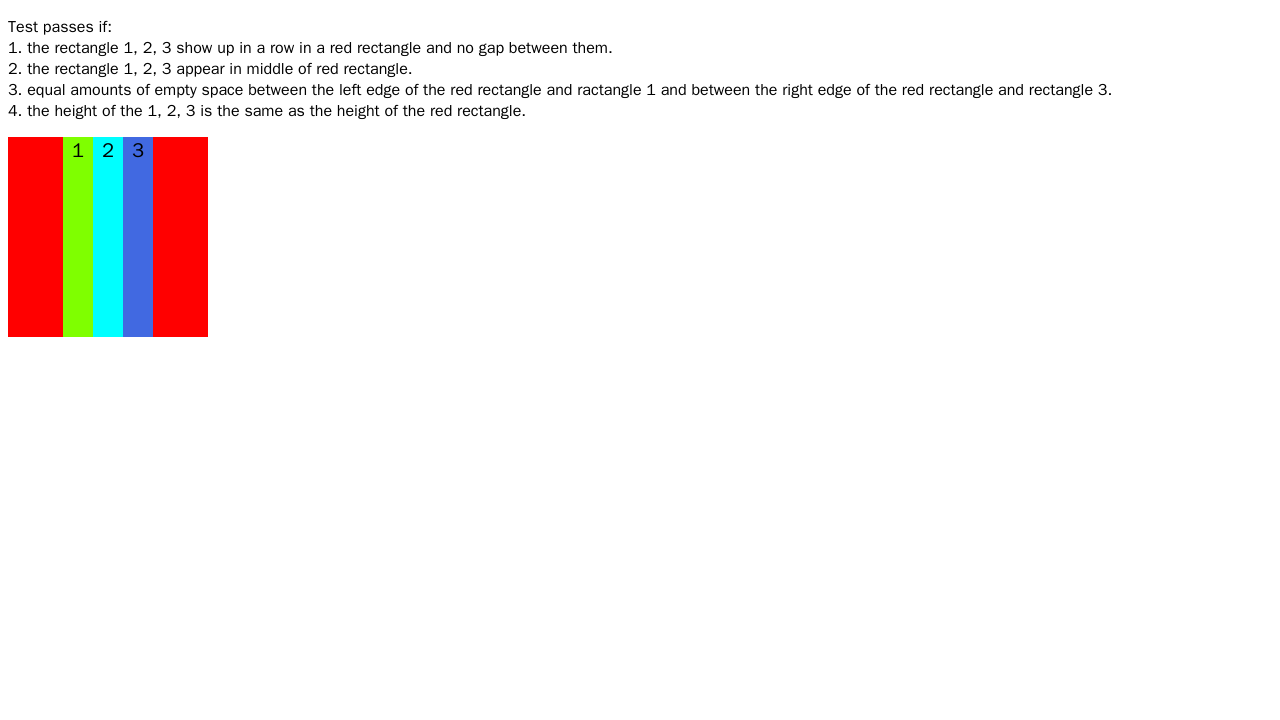 Test passes if:
1. the rectangle 1, 2, 3 show up in a row in a red rectangle and no gap between them.
2. the rectangle 1, 2, 3 appear in middle of red rectangle.
3. equal amounts of empty space between the left edge of the red rectangle and ractangle 1 and between the right edge of the red rectangle and rectangle 3.
4. the height of the 1, 2, 3 is the same as the height of the red rectangle.
1 2 3